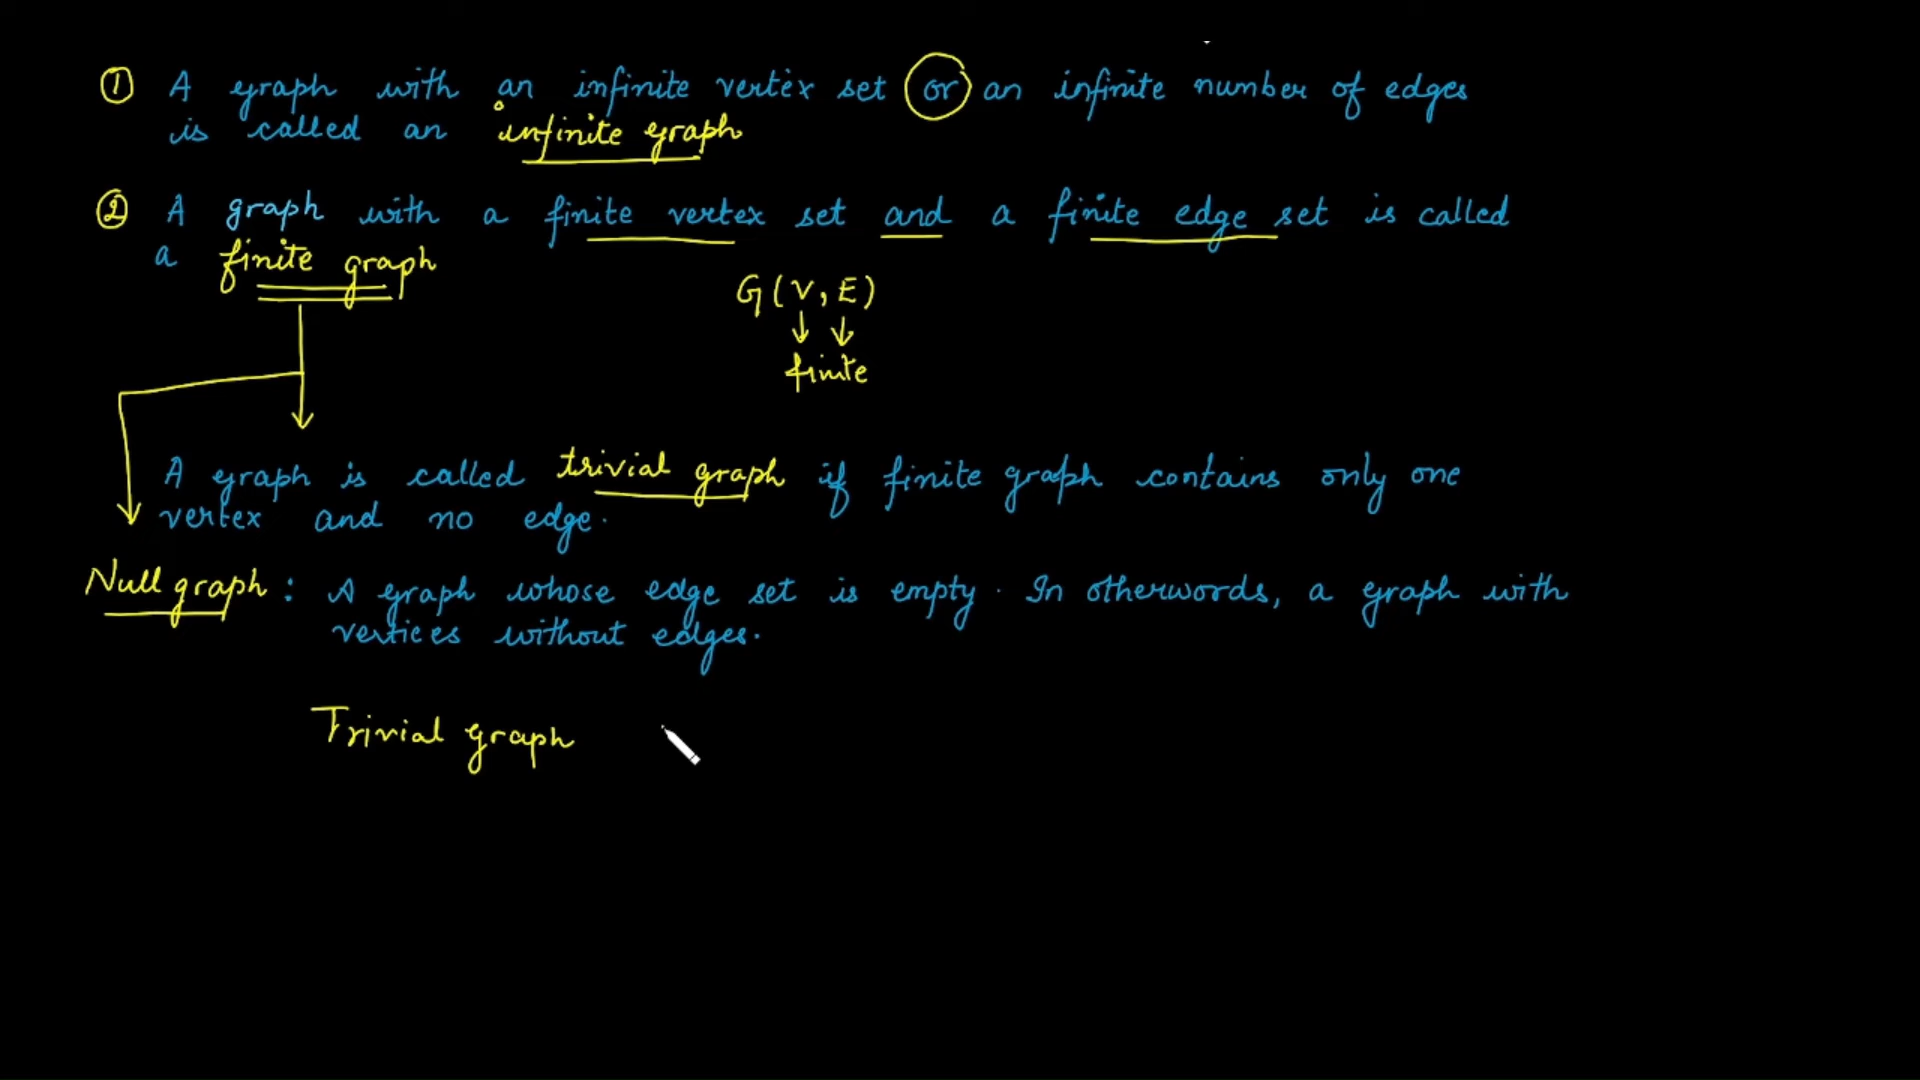 ① A graph with an infinite vertex set or an infinite number of edges
is called an infinite graph
② A graph with a finite vertex set and a finite edge set is called
a finite graph
G(V, E)
finite
A graph is called trivial graph if finite graph contains only one
vertex and no edge.
Null graph : A graph whose edge set is empty. In otherwords, a graph with
vertices without edges.
Trivial graph